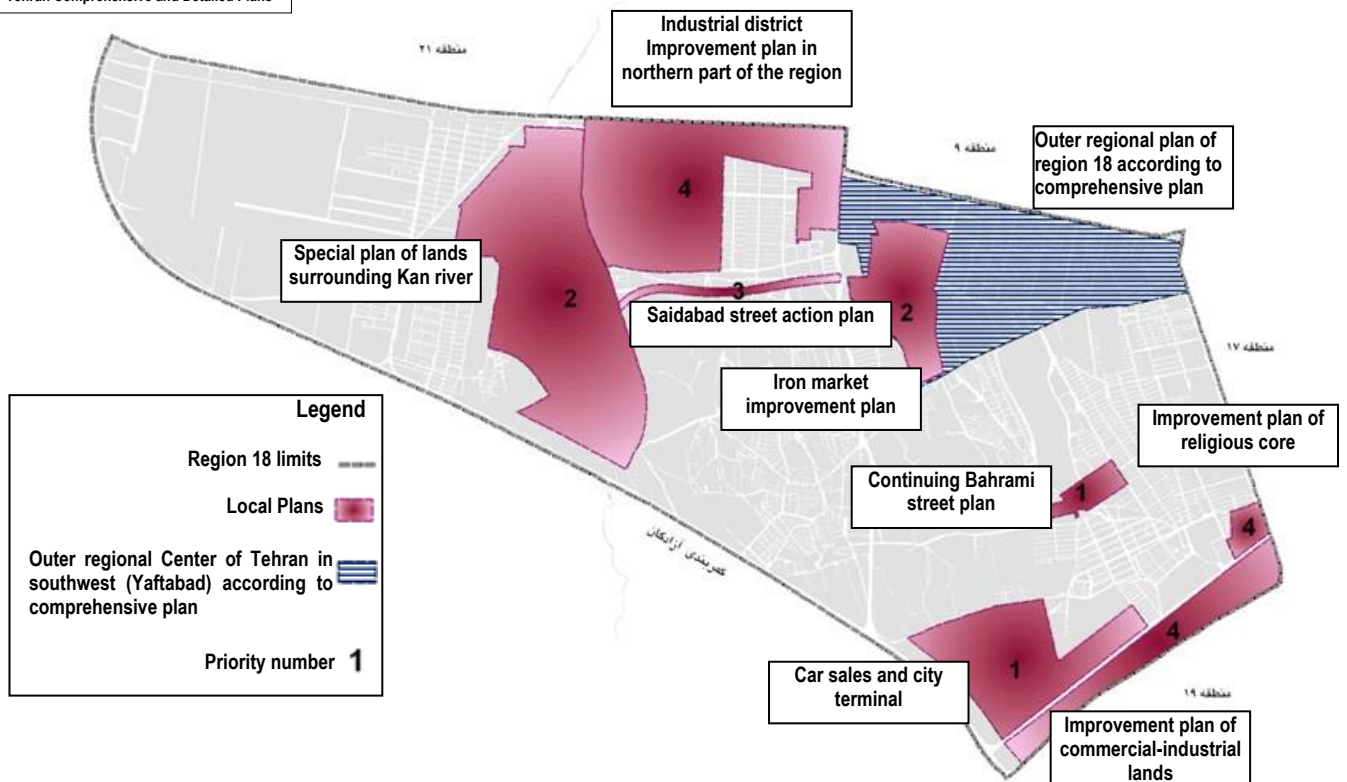 Tehran Comprehensive and Detailed Plans
منطقه ۲۱
Industrial district
Improvement plan in
northern part of the region
منطقه ۹
Outer regional plan of
region 18 according to
comprehensive plan
4
Special plan of lands
surrounding Kan river
2
3
Saidabad street action plan
2
منطقه ۱۷
Iron market
improvement plan
Improvement plan of
religious core
Continuing Bahrami
street plan
1
4
Legend
Region 18 limits
Local Plans
Outer regional Center of Tehran in
southwest (Yaftabad) according to
comprehensive plan
Priority number 1
کمربندی آزادگان
4
1
Car sales and city
terminal
منطقه ۱۹
Improvement plan of
commercial-industrial
lands